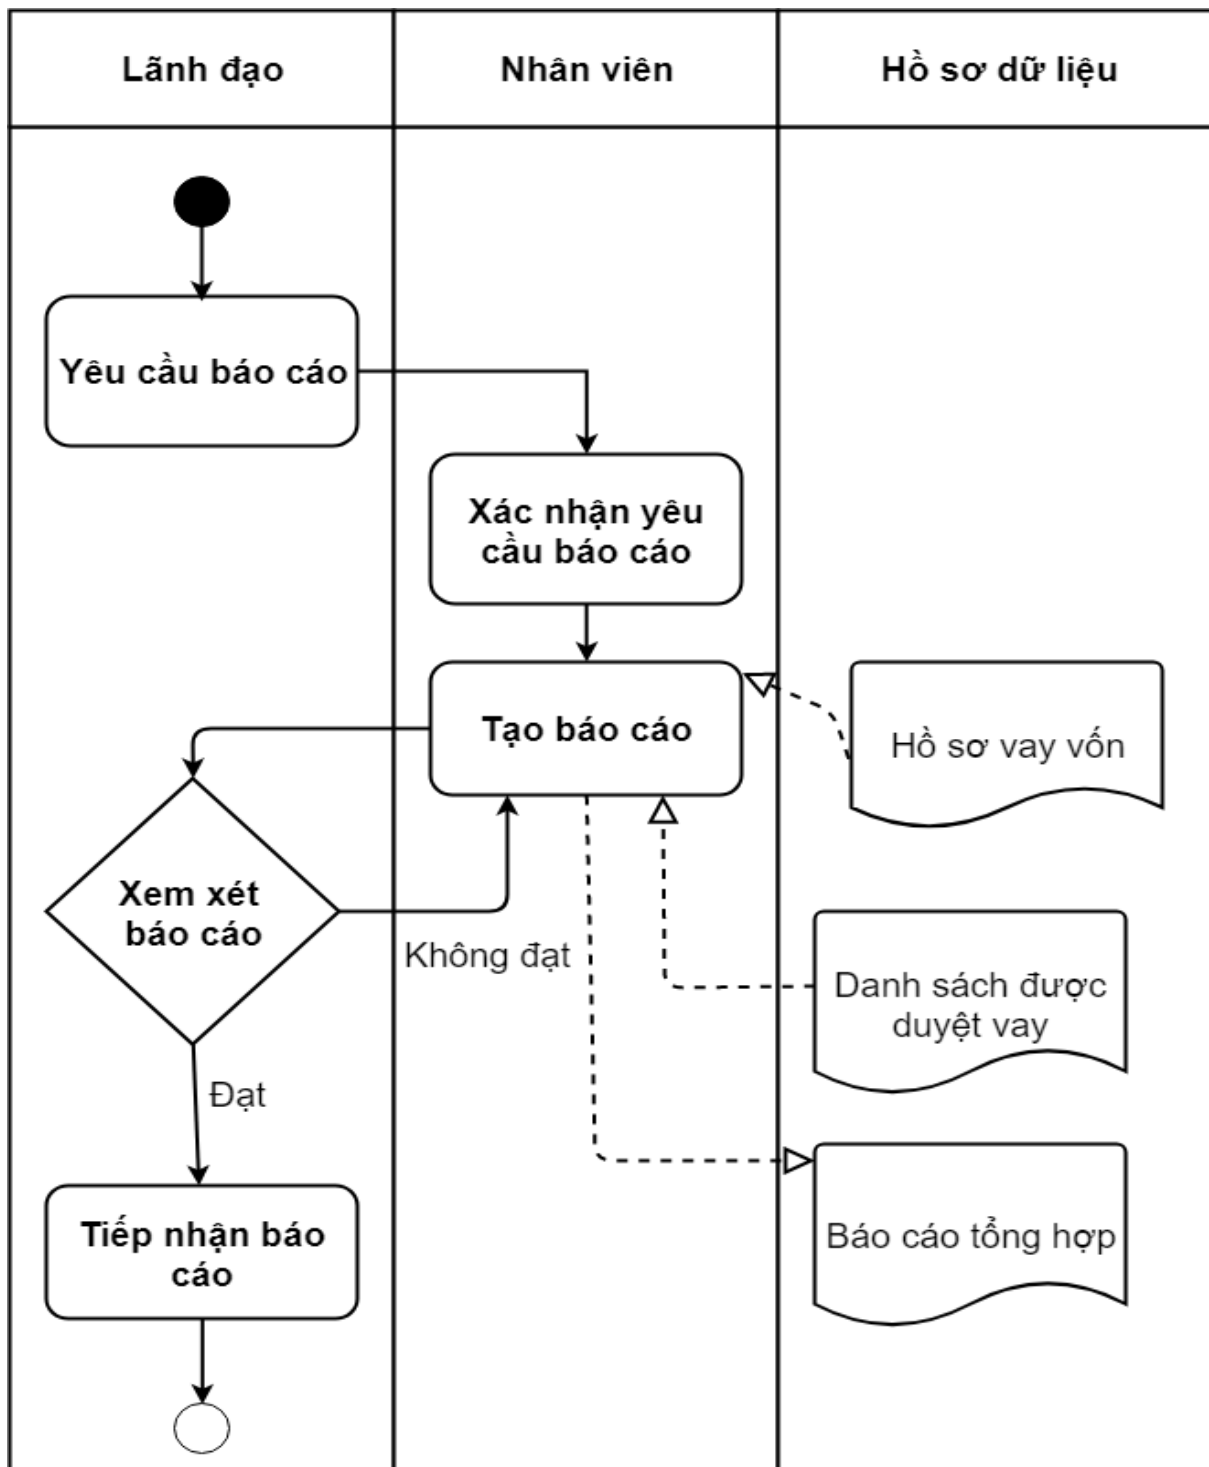 Lãnh đạo
Nhân viên
Hồ sơ dữ liệu
Yêu cầu báo cáo
Xác nhận yêu
cầu báo cáo
Tạo báo cáo
Hồ sơ vay vốn
Xem xét
báo cáo
Không đạt
Danh sách được
duyệt vay
Đạt
Tiếp nhận báo
cáo
Báo cáo tổng hợp